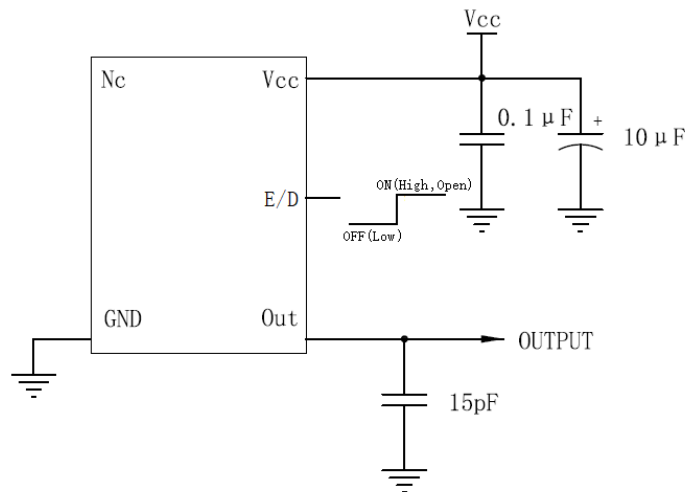 Vcc
Nc
Vcc
0.1μF
+
10μF
E/D
ON(High,Open)
OFF(Low)
GND
Out
OUTPUT
15pF